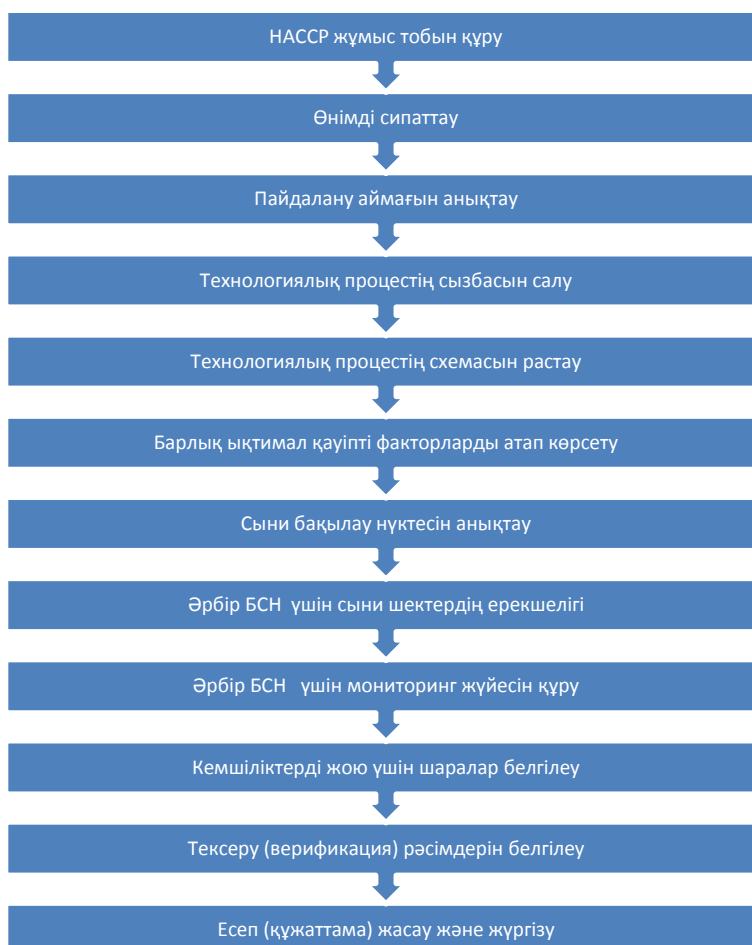 НАССР жұмыс тобын құру
Өнімді сипаттау
Пайдалану аймағын анықтау
Технологиялық процестің сызбасын салу
Технологиялық процестің схемасын растау
Барлық ықтимал қауіпті факторларды атап көрсету
Сыни бақылау нүктесін анықтау
Әрбір БСН үшін сыни шектердің ерекшелігі
Әрбір БСН үшін мониторинг жүйесін құру
Кемшіліктерді жою үшін шаралар белгілеу
Тексеру (верификация) рәсімдерін белгілеу
Есеп (құжаттама) жасау және жүргізу